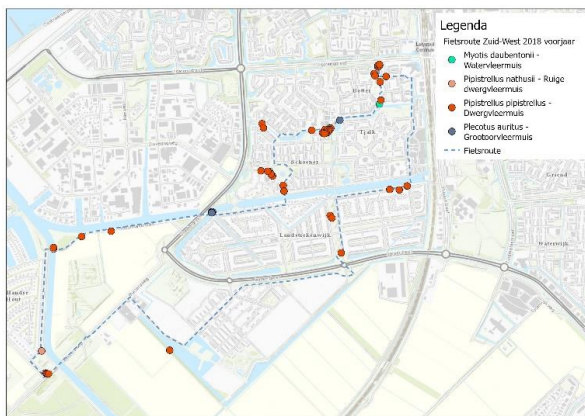 Legenda
Fietsroute Zuid-West 2018 voorjaar
Myotis daubentonii -
Watervleermuis
Pipistrellus nathusii - Ruige
dwergvleermuis
Pipistrellus pipistrellus -
Dwergvleermuis
Plecotus auritus -
Grootoorvleermuis
Fietsroute
Tjalk
Schoener
Landstrekenwijk
Waterwijk